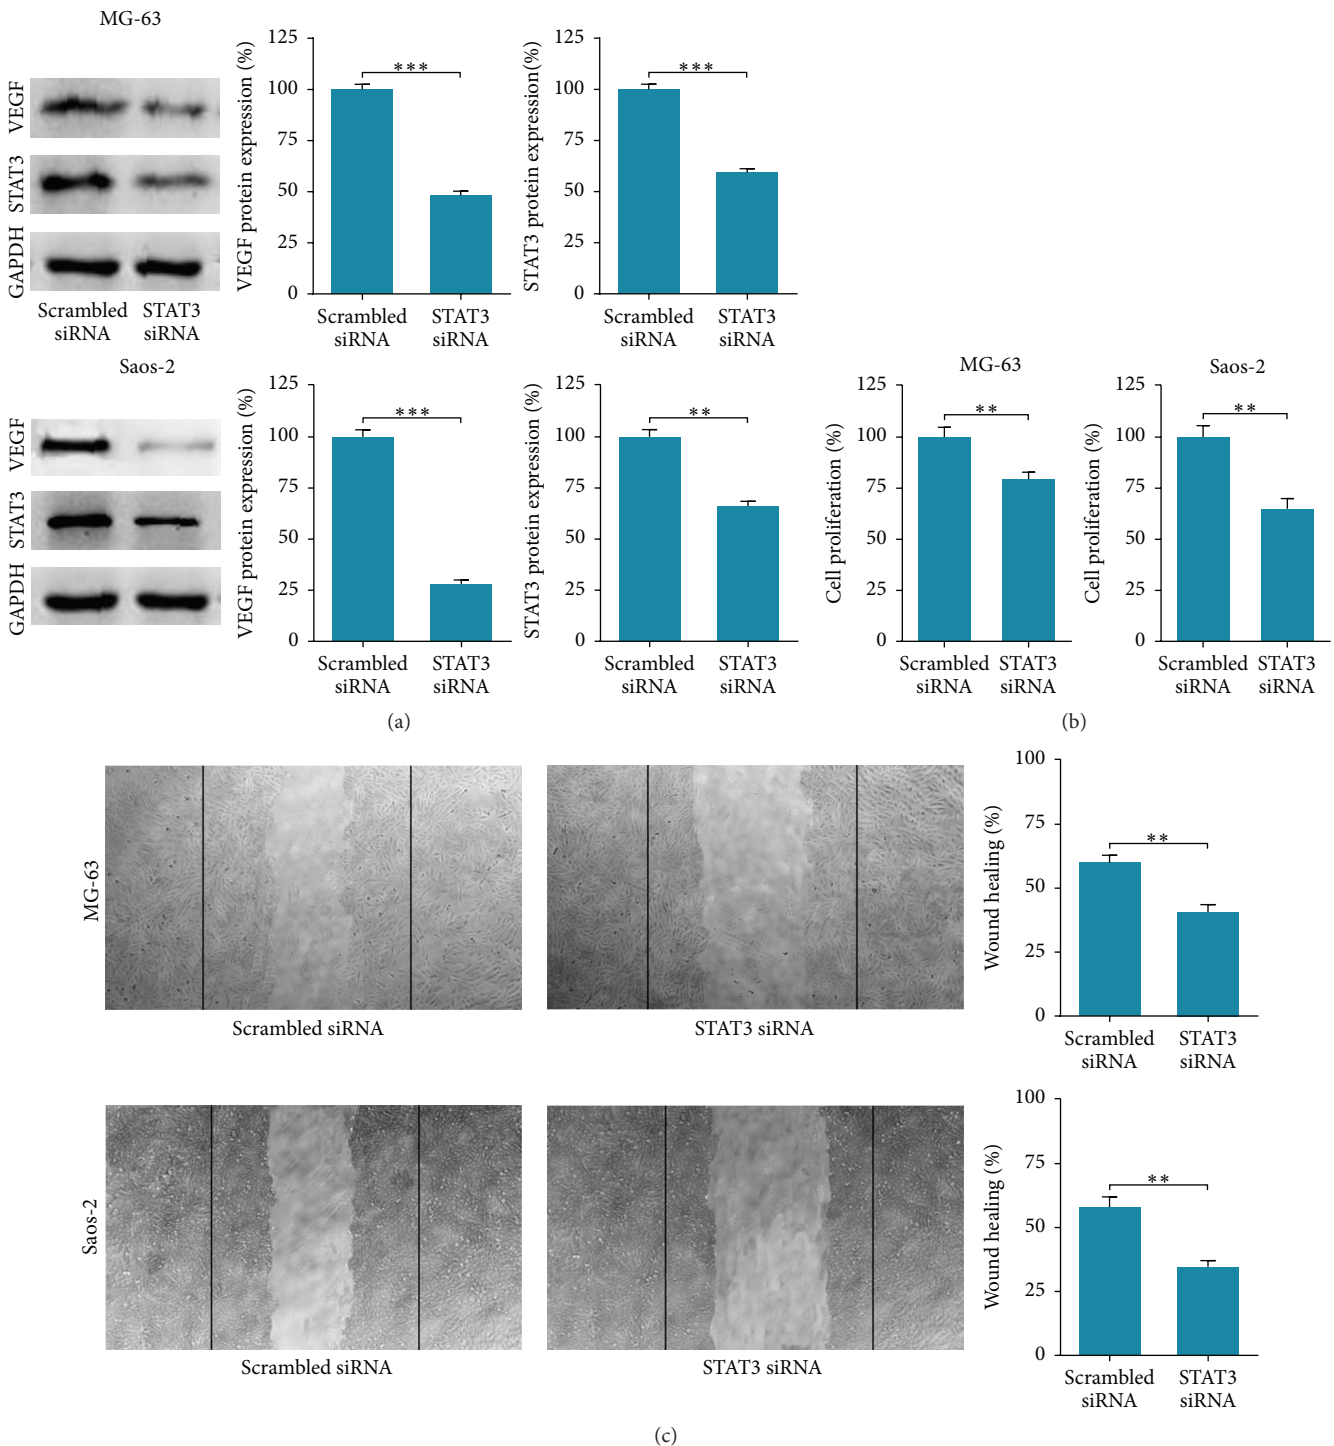 MG-63
VEGF
STAT3
GAPDH
Scrambled siRNA
STAT3 siRNA
VEGF protein expression (%)
125
100
75
50
25
0
***
Scrambled siRNA
STAT3 siRNA
STAT3 protein expression(%)
125
100
75
50
25
0
***
Scrambled siRNA
STAT3 siRNA
Saos-2
VEGF
STAT3
GAPDH
VEGF protein expression (%)
125
100
75
50
25
0
***
Scrambled siRNA
STAT3 siRNA
STAT3 protein expression (%)
125
100
75
50
25
0
**
Scrambled siRNA
STAT3 siRNA
(a)
MG-63
Cell proliferation (%)
125
100
75
50
25
0
**
Scrambled siRNA
STAT3 siRNA
Saos-2
Cell proliferation (%)
125
100
75
50
25
0
**
Scrambled siRNA
STAT3 siRNA
(b)
MG-63
Scrambled siRNA
STAT3 siRNA
Wound healing (%)
100
75
50
25
0
**
Scrambled siRNA
STAT3 siRNA
Saos-2
Scrambled siRNA
STAT3 siRNA
Wound healing (%)
100
75
50
25
0
**
Scrambled siRNA
STAT3 siRNA
(c)